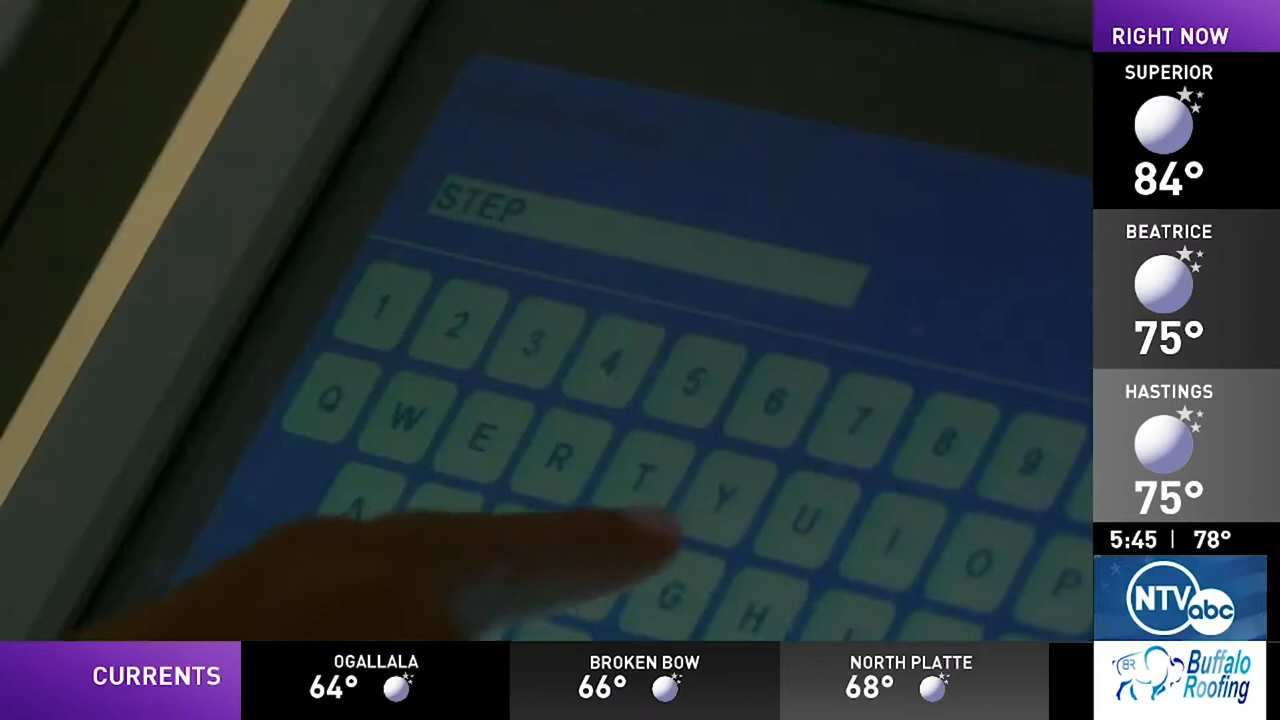 STEP
1 2 3 4 5 6 7 8 9
Q W E R T Y U I O P
A
G H
RIGHT NOW
SUPERIOR
84°
BEATRICE
75°
HASTINGS
75°
5:45 | 78°
NTV abc
BR Buffalo
Roofing
CURRENTS
OGALLALA
64°
BROKEN BOW
66°
NORTH PLATTE
68°